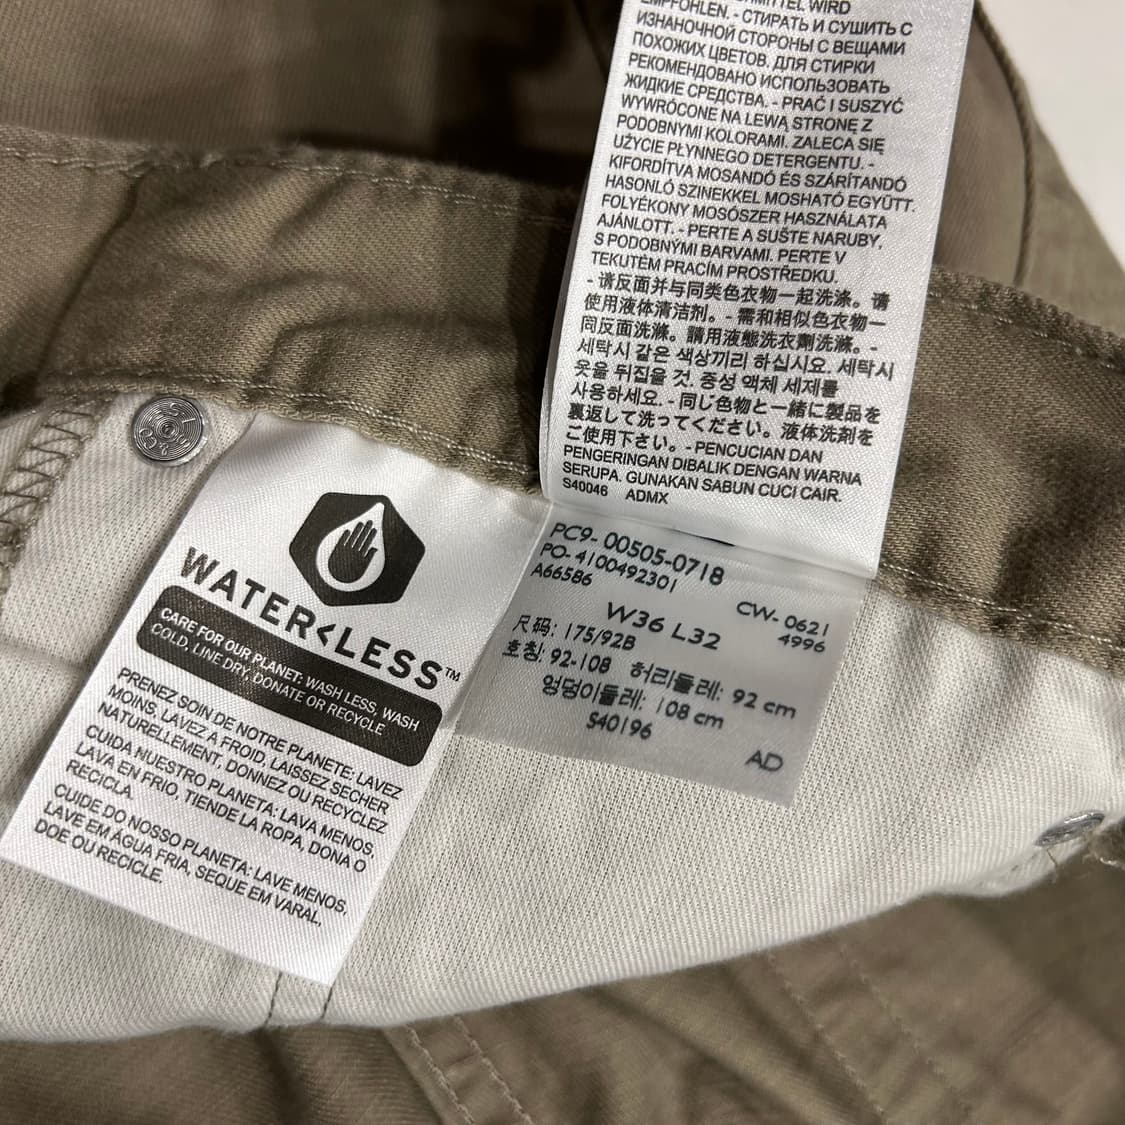 MITTEL WIRD
EMPFOHLEN. - СТИРАТЬ И СУШИТЬ С
ИЗНАНОЧНОЙ СТОРОНЫ С ВЕЩАМИ
ПОХОЖИХ ЦВЕТОВ. ДЛЯ СТИРКИ
РЕКОМЕНДОВАНО ИСПОЛЬЗОВАТЬ
ЖИДКИЕ СРЕДСТВА. - PRAĆ I SUSZYĆ
WYWRÓCONE NA LEWĄ STRONĘ Z
PODOBNYMI KOLORAMI. ZALECA SIĘ
UŻYCIE PŁYNNEGO DETERGENTU. -
KIFORDÍTVA MOSANDÓ ÉS SZÁRÍTANDÓ
HASONLÓ SZINEKKEL MOSHATÓ EGYÜTT.
FOLYÉKONY MOSÓSZER HASZNÁLATA
AJÁNLOTT. - PERTE A SUŠTE NARUBY,
S PODOBNÝMI BARVAMI. PERTE V
TEKUTÉM PRACÍM PROSTŘEDKU.
- 请反面并与同类色衣物一起洗涤。请
使用液体清洁剂。- 需和相似色衣物一
同反面洗滌。請用液態洗衣劑洗滌。-
세탁시 같은 색상끼리 하십시요. 세탁시
옷을 뒤집을 것. 중성 액체 세제를
사용하세요. - 同じ色物と一緒に製品を
裏返して洗ってください。液体洗剤を
ご使用下さい。- PENCUCIAN DAN
PENGERINGAN DIBALIK DENGAN WARNA
SERUPA. GUNAKAN SABUN CUCI CAIR.
S40046 ADMX
WATER<LESS™
CARE FOR OUR PLANET: WASH LESS, WASH
COLD, LINE DRY, DONATE OR RECYCLE
PRENEZ SOIN DE NOTRE PLANETE: LAVEZ
MOINS, LAVEZ A FROID, LAISSEZ SECHER
NATURELLEMENT, DONNEZ OU RECYCLEZ
CUIDA NUESTRO PLANETA: LAVA MENOS,
LAVA EN FRIO, TIENDE LA ROPA, DONA O
RECICLA.
CUIDE DO NOSSO PLANETA: LAVE MENOS,
LAVE EM ÁGUA FRIA, SEQUE EM VARAL,
DOE OU RECICLE.
PC9- 00505-0718
PO- 4100492301
A66586
CW- 0621
4996
W36 L32
尺码: 175/92B
호칭: 92-108 허리둘레: 92 cm
엉덩이둘레: 108 cm
S40196
AD